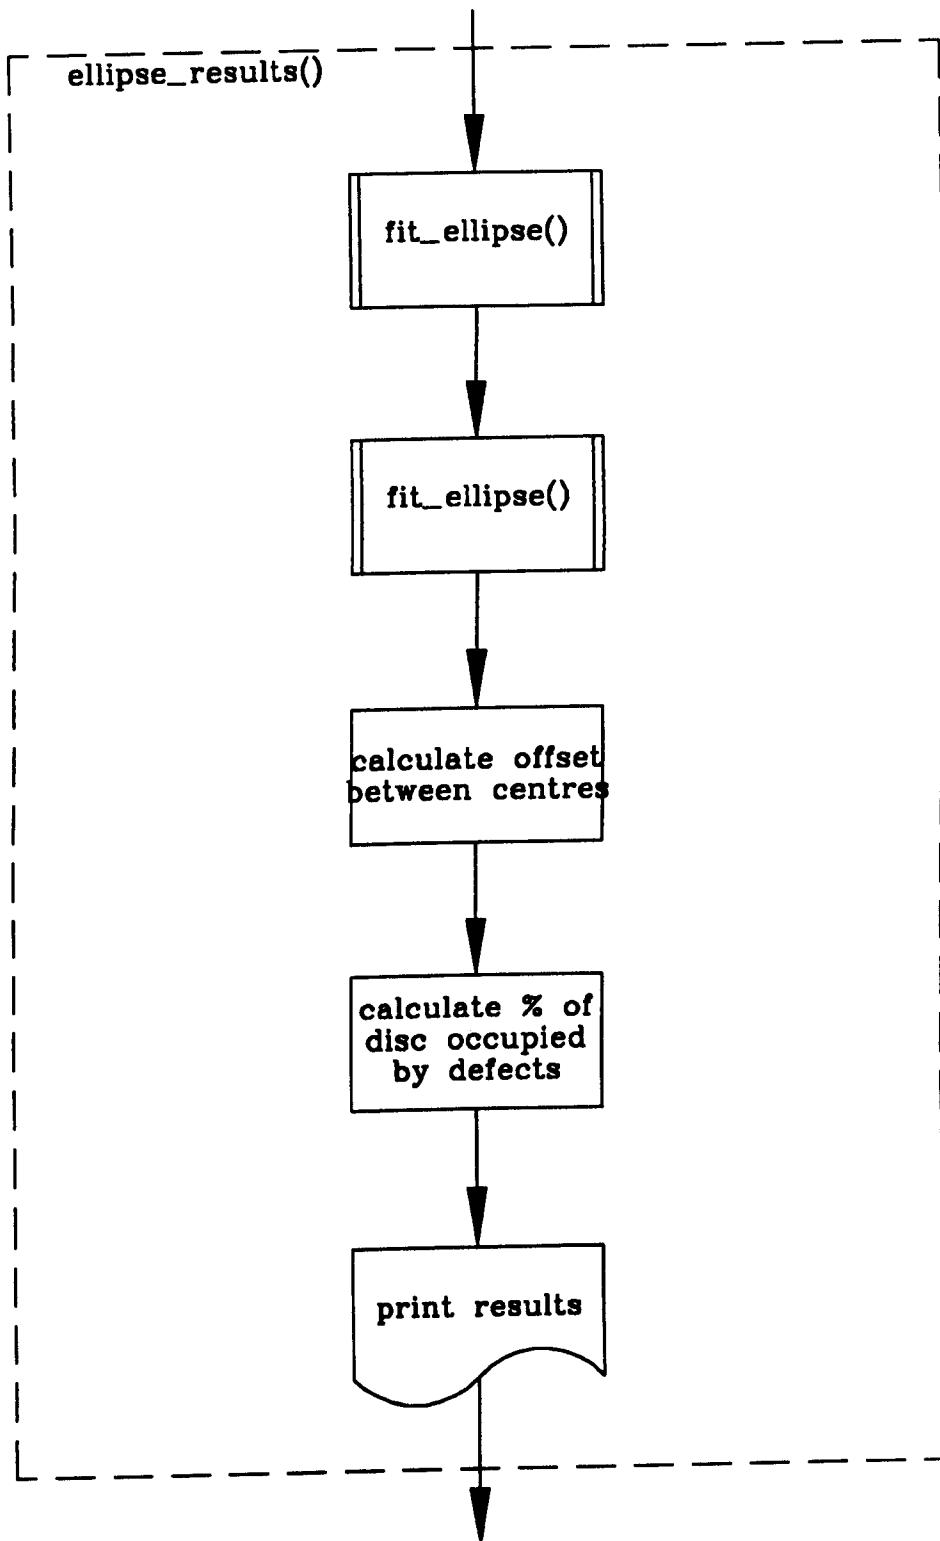 ellipse_results()
fit_ellipse()
fit_ellipse()
calculate offset
between centres
calculate % of
disc occupied
by defects
print results